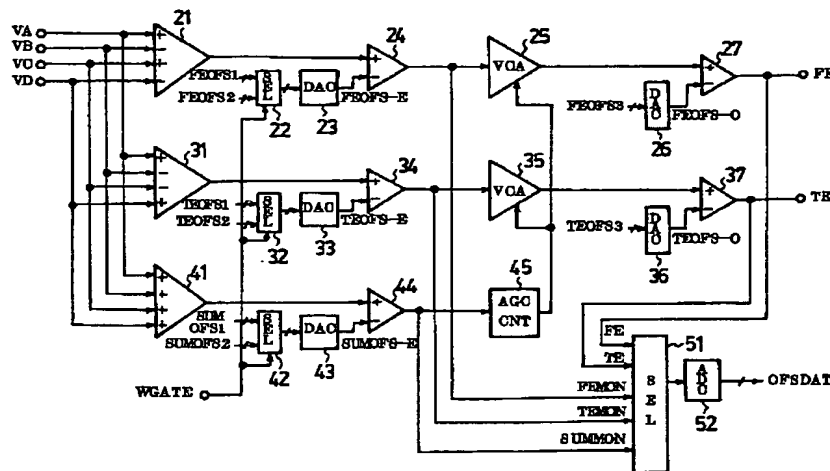 VA
VB
VC
VD
21
24
25
27
FE
VCA
FEOFS1
FEOFS2
SEL
DAC
FEOFS-E
22
23
FEOFS3
DAC
FEOFS-O
26
31
34
35
37
TE
VCA
TEOFS1
TEOFS2
SEL
DAC
TEOFS-E
32
33
TEOFS3
DAC
TEOFS-O
36
41
44
45
AGC
CNT
SUM
OFS1
SUMOFS2
SEL
DAC
SUMOFS-E
42
43
WGATE
51
FE
TE
FEMON
TEMON
SUMMON
SEL
ADC
52
OFSDAT